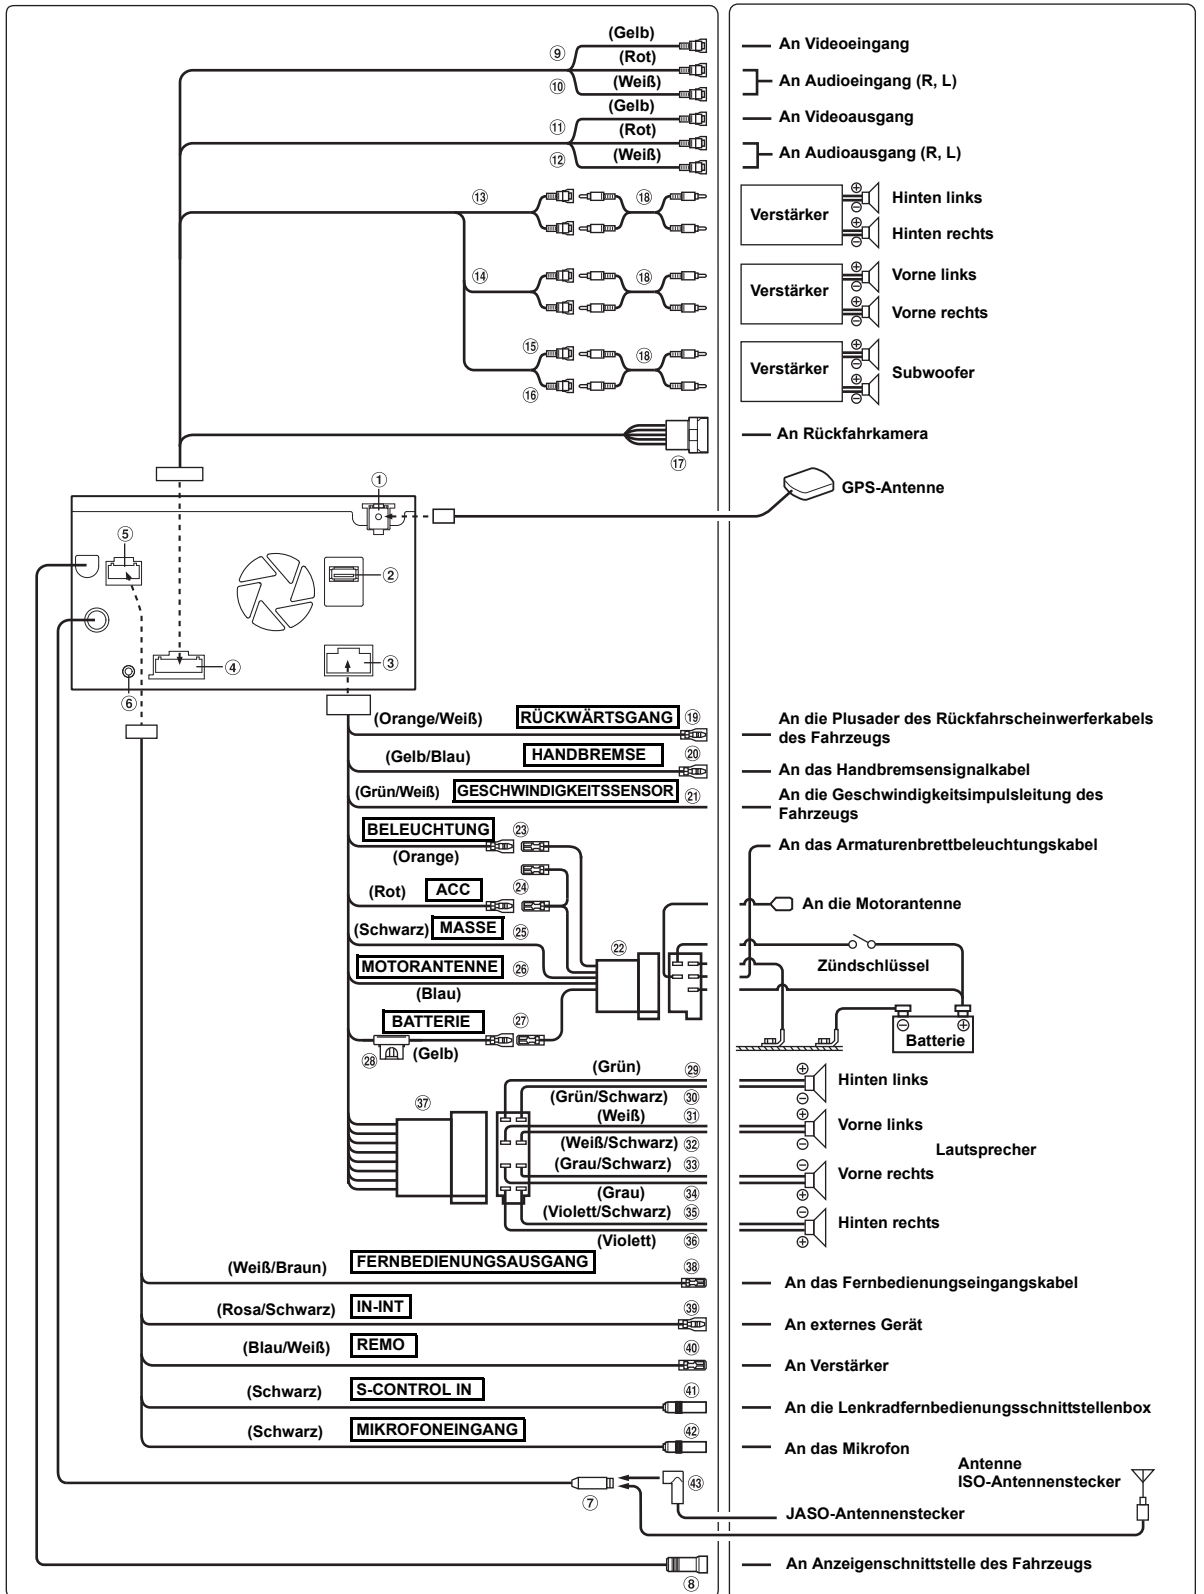 (Gelb)
⑨ An Videoeingang
(Rot)
⑩ (Weiß) An Audioeingang (R, L)
(Gelb)
⑪ An Videoausgang
(Rot)
⑫ (Weiß) An Audioausgang (R, L)
⑬ ⑱ Verstärker ⊕ ⊖ Hinten links
⊕ ⊖ Hinten rechts
⑭ ⑱ Verstärker ⊕ ⊖ Vorne links
⊕ ⊖ Vorne rechts
⑮ ⑱ Verstärker ⊕ ⊖ Subwoofer
⑯ ⊕ ⊖
⑰ An Rückfahrkamera
① GPS-Antenne
⑤
②
④ ③
⑥
(Orange/Weiß) RÜCKWÄRTSGANG ⑲ An die Plusader des Rückfahrscheinwerferkabels
des Fahrzeugs
(Gelb/Blau) HANDBREMSE ⑳ An das Handbremsensignalkabel
(Grün/Weiß) GESCHWINDIGKEITSSENSOR ㉑ An die Geschwindigkeitsimpulsleitung des
Fahrzeugs
BELEUCHTUNG ㉓ An das Armaturenbrettbeleuchtungskabel
(Orange)
(Rot) ACC ㉔ An die Motorantenne
(Schwarz) MASSE ㉕ ㉒
MOTORANTENNE ㉖ Zündschlüssel
(Blau)
BATTERIE ㉗ ⊖ ⊕
㉘ (Gelb) Batterie
(Grün) ㉙ ⊕ Hinten links
(Grün/Schwarz) ㉚ ⊖
㊲ (Weiß) ㉛ ⊕ Vorne links
(Weiß/Schwarz) ㉜ ⊖ Lautsprecher
(Grau/Schwarz) ㉝ ⊖ Vorne rechts
(Grau) ㉞ ⊕
(Violett/Schwarz) ㉟ ⊖ Hinten rechts
(Violett) ㊱ ⊕
(Weiß/Braun) FERNBEDIENUNGSAUSGANG ㊳ An das Fernbedienungseingangskabel
(Rosa/Schwarz) IN-INT ㊴ An externes Gerät
(Blau/Weiß) REMO ㊵ An Verstärker
(Schwarz) S-CONTROL IN ㊶ An die Lenkradfernbedienungsschnittstellenbox
(Schwarz) MIKROFONEINGANG ㊷ An das Mikrofon
Antenne
ISO-Antennenstecker
⑦ ㊸
JASO-Antennenstecker
⑧ An Anzeigenschnittstelle des Fahrzeugs